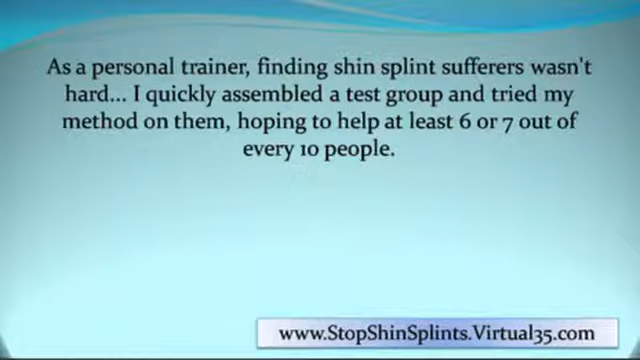 As a personal trainer, finding shin splint sufferers wasn't
hard... I quickly assembled a test group and tried my
method on them, hoping to help at least 6 or 7 out of
every 10 people.
www.StopShinSplints.Virtual35.com